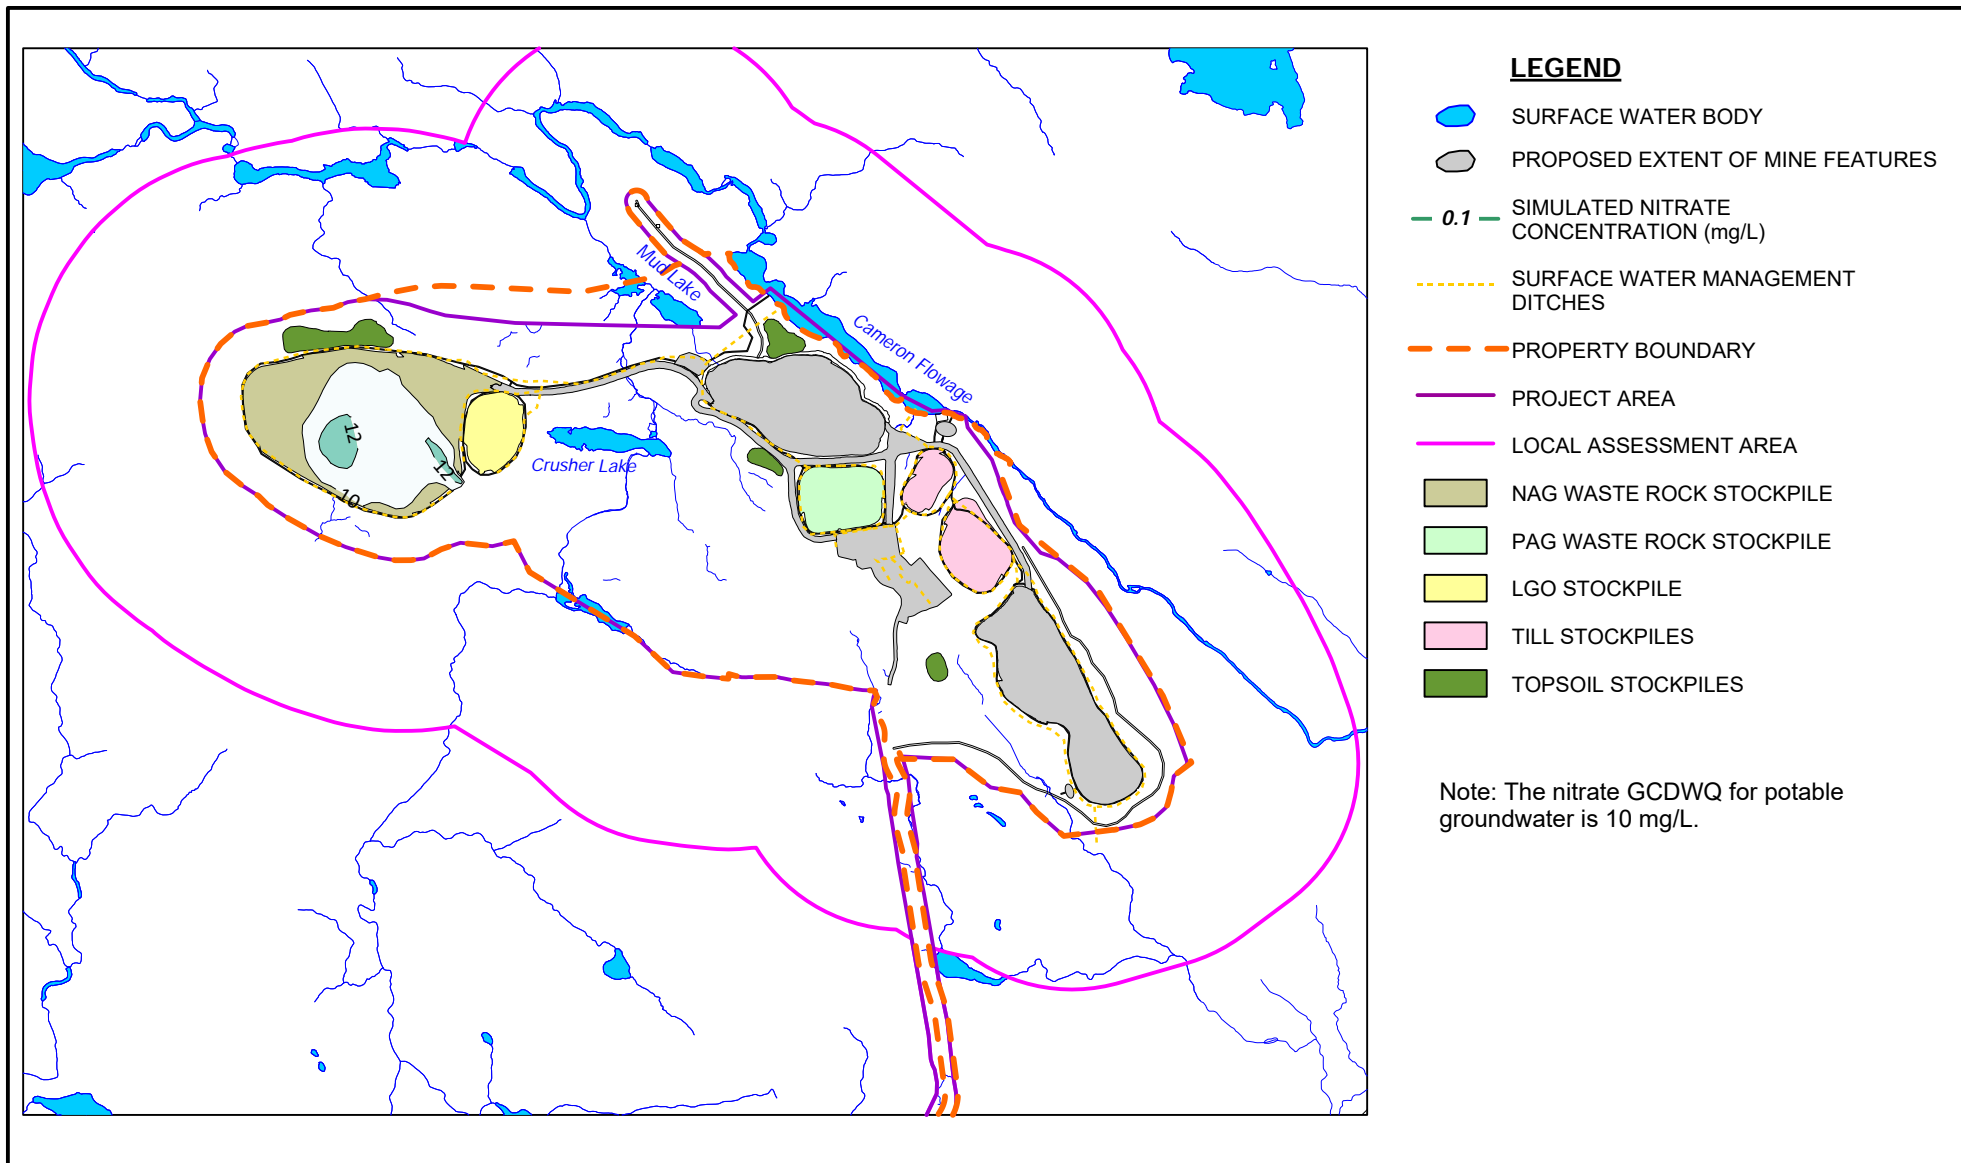 LEGEND
SURFACE WATER BODY
PROPOSED EXTENT OF MINE FEATURES
0.1
SIMULATED NITRATE
CONCENTRATION (mg/L)
SURFACE WATER MANAGEMENT
DITCHES
PROPERTY BOUNDARY
PROJECT AREA
LOCAL ASSESSMENT AREA
NAG WASTE ROCK STOCKPILE
PAG WASTE ROCK STOCKPILE
LGO STOCKPILE
TILL STOCKPILES
TOPSOIL STOCKPILES
Note: The nitrate GCDWQ for potable
groundwater is 10 mg/L.
Mud Lake
Cameron Flowage
Crusher Lake
12
12
10